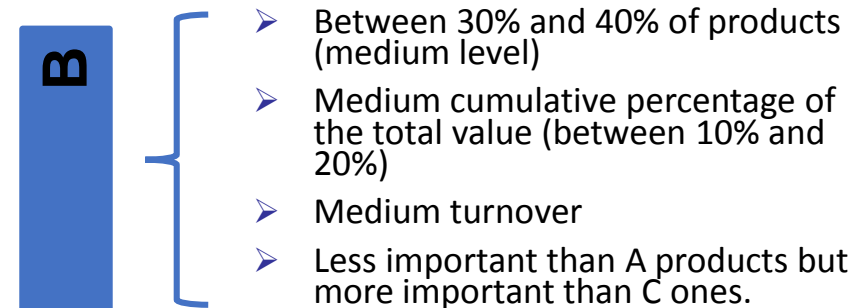 B
➢ Between 30% and 40% of products
(medium level)
➢ Medium cumulative percentage of
the total value (between 10% and
20%)
➢ Medium turnover
➢ Less important than A products but
more important than C ones.